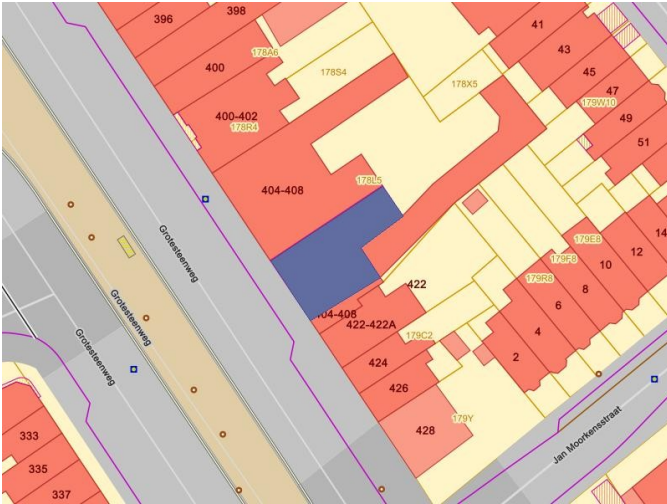 396
398
178A6
400
178S4
400-402
178R4
178X5
41
43
45
47
179W10
49
51
404-408
178L5
Grotesteenweg
422
404-408
422-422A
179C2
424
426
428
179Y
2
4
6
8
10
12
14
179R8
179F8
179E8
Grotesteenweg
Grotesteenweg
333
335
337
Jan Moorkensstraat